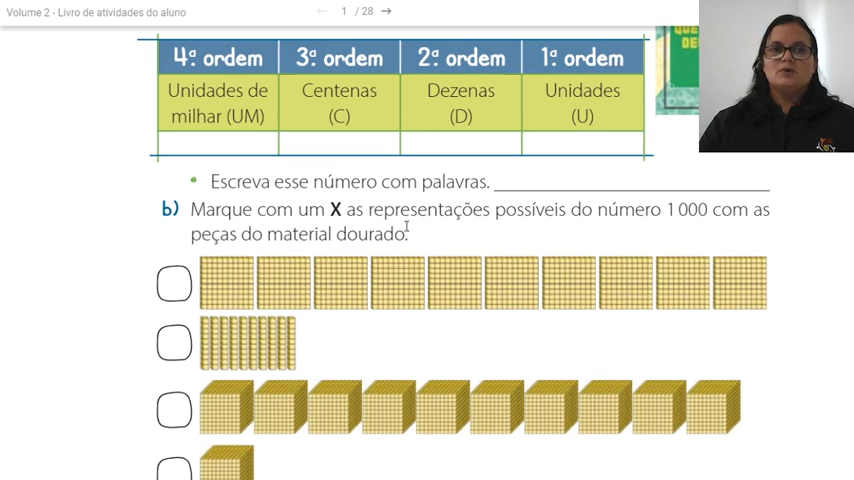 Volume 2 - Livro de atividades do aluno
← 1 / 28 →
4ª ordem 3ª ordem 2ª ordem 1ª ordem
Unidades de Centenas Dezenas Unidades
milhar (UM) (C) (D) (U)
• Escreva esse número com palavras.
b) Marque com um X as representações possíveis do número 1 000 com as
peças do material dourado.